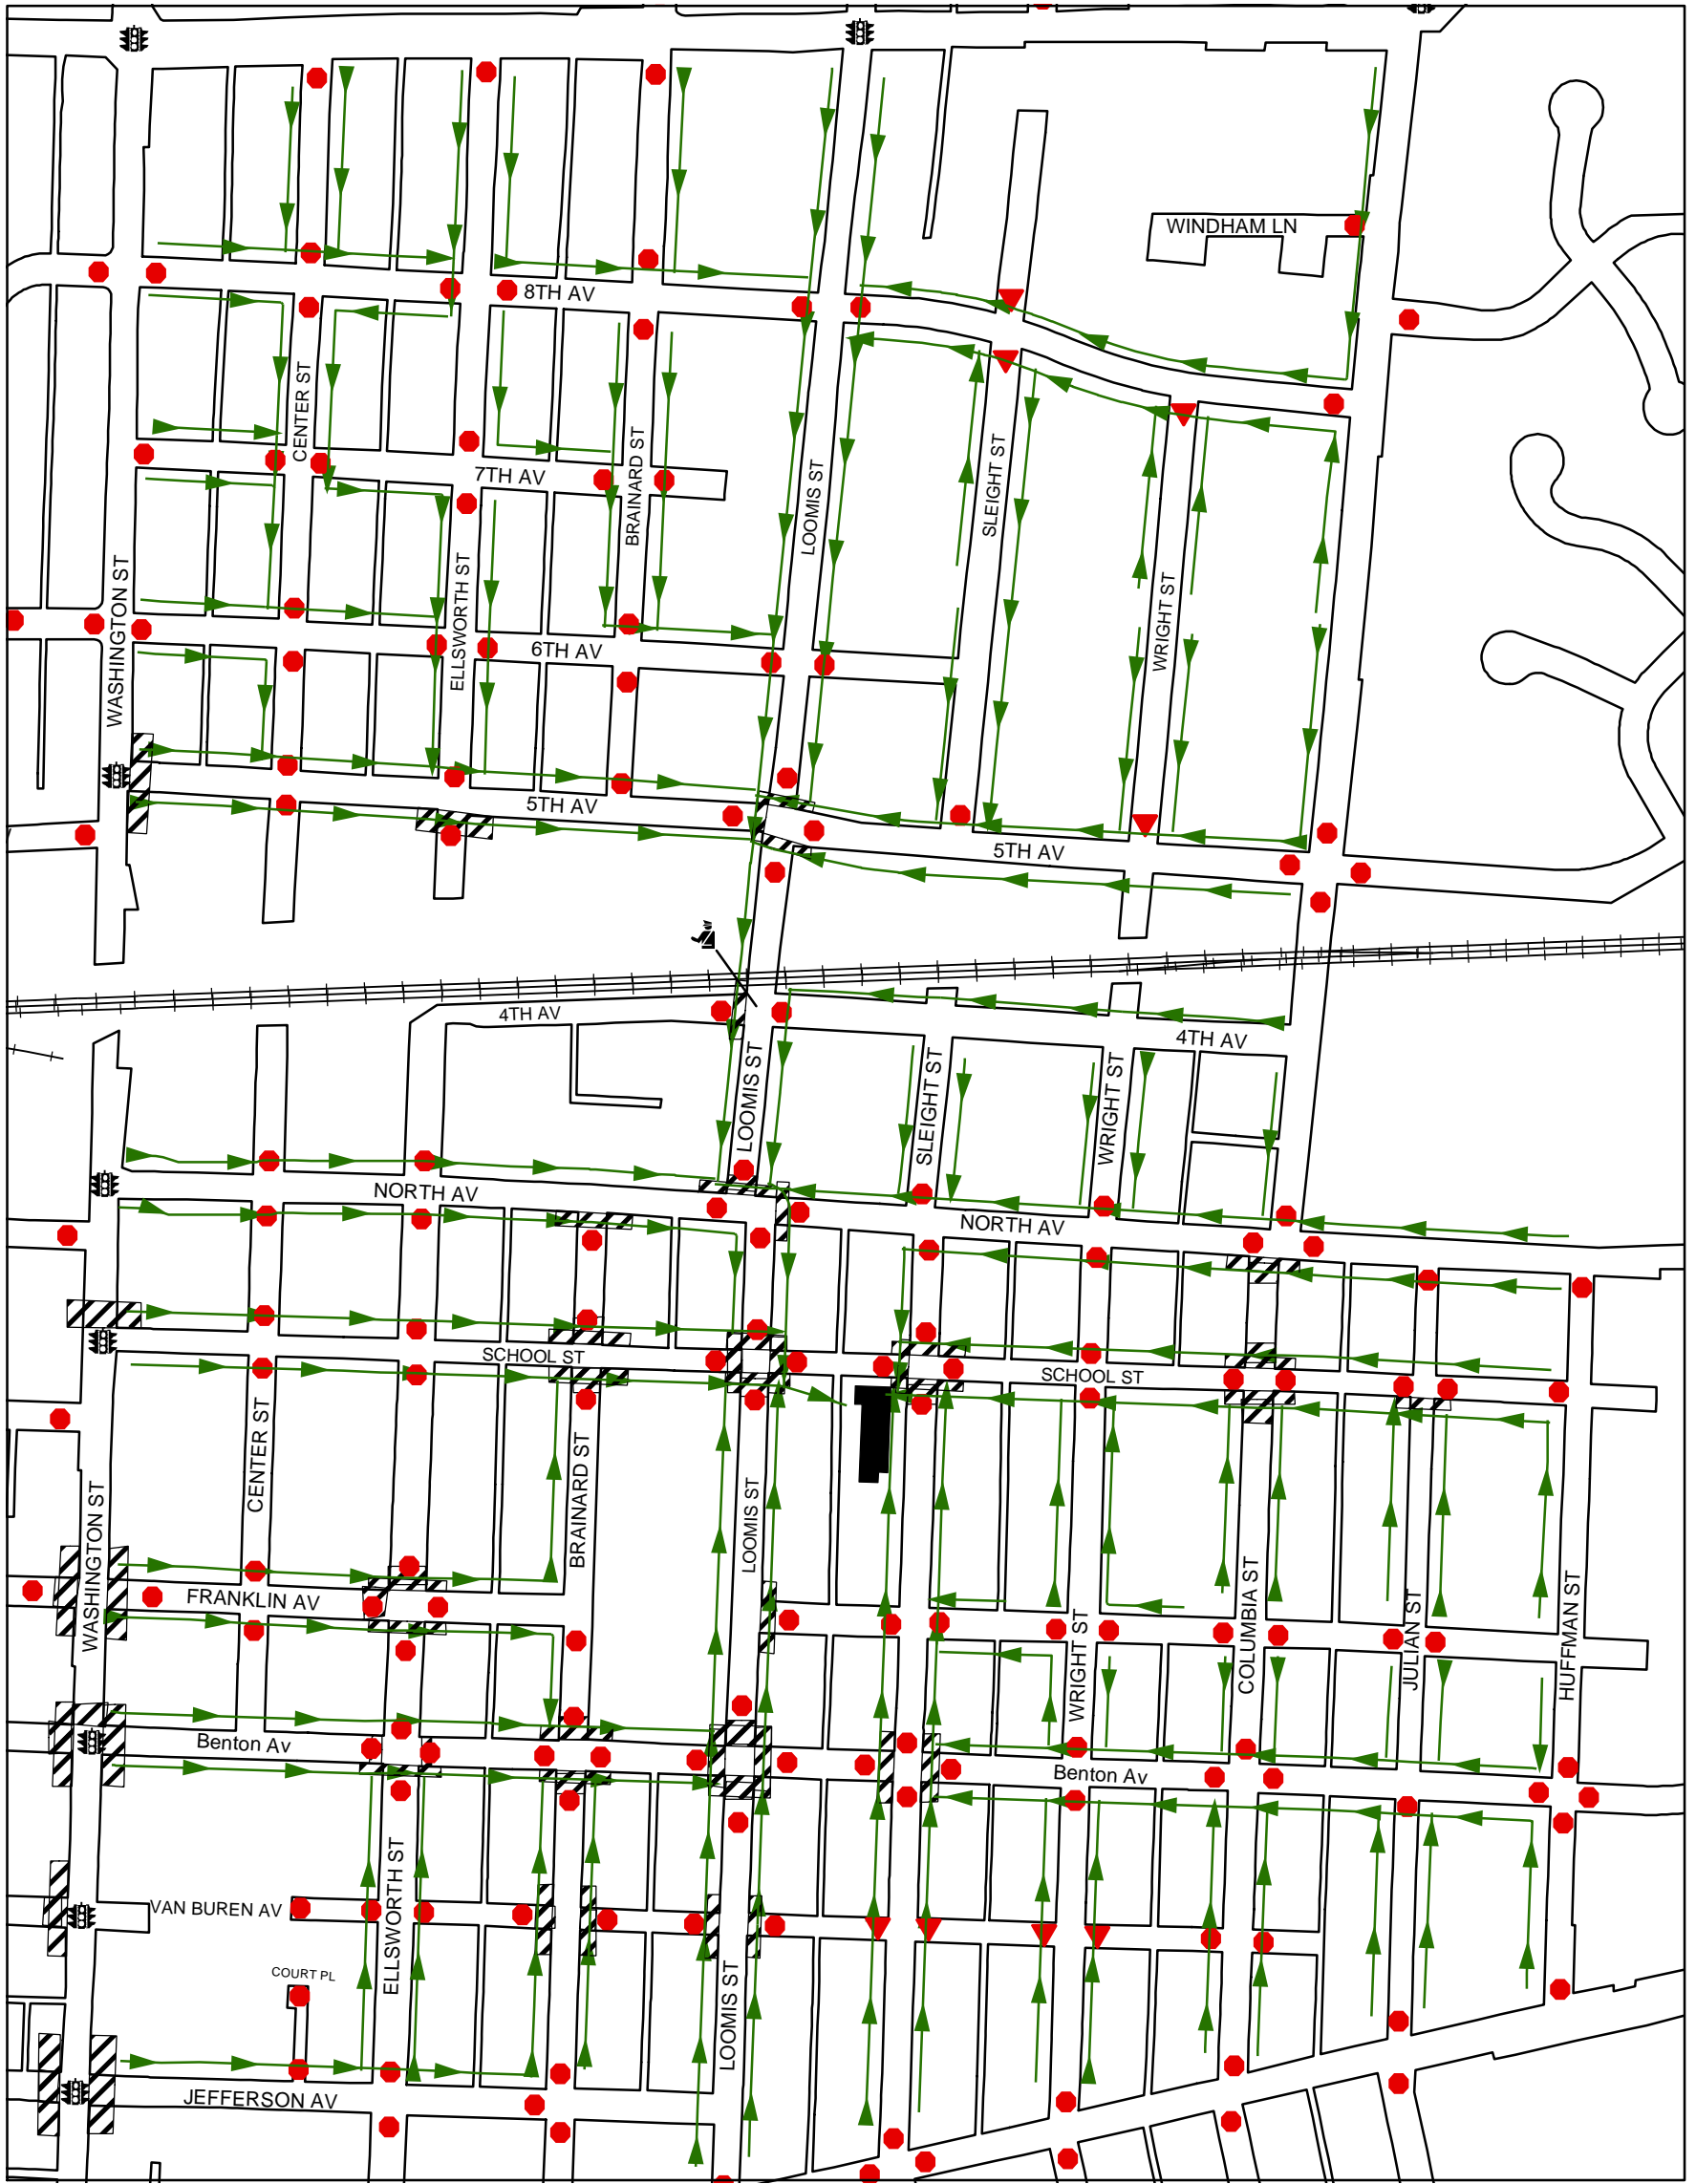 WINDHAM LN
8TH AV
CENTER ST
BRAINARD ST
SLEIGHT ST
LOOMIS ST
7TH AV
WASHINGTON ST
ELLSWORTH ST
WRIGHT ST
6TH AV
5TH AV
5TH AV
4TH AV
4TH AV
LOOMIS ST
SLEIGHT ST
WRIGHT ST
NORTH AV
NORTH AV
SCHOOL ST
SCHOOL ST
CENTER ST
BRAINARD ST
LOOMIS ST
WASHINGTON ST
FRANKLIN AV
COLUMBIA ST
JULIAN ST
HUFFMAN ST
WRIGHT ST
Benton Av
Benton Av
ELLSWORTH ST
VAN BUREN AV
COURT PL
LOOMIS ST
JEFFERSON AV